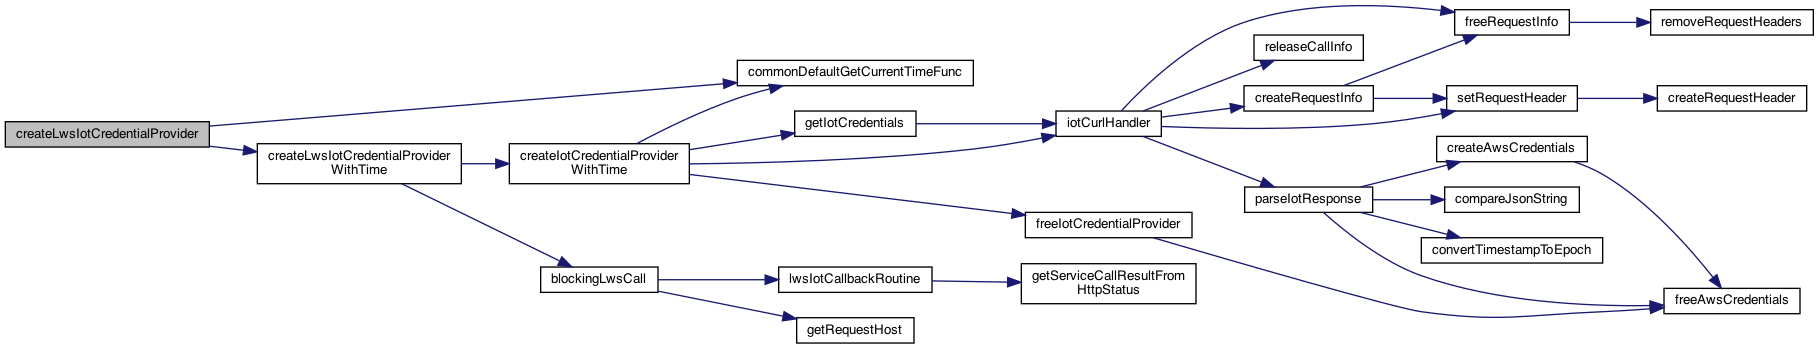 createLwsIotCredentialProvider
createLwsIotCredentialProvider
WithTime
commonDefaultGetCurrentTimeFunc
createIotCredentialProvider
WithTime
getIotCredentials
blockingLwsCall
lwsIotCallbackRoutine
getRequestHost
iotCurlHandler
freeIotCredentialProvider
getServiceCallResultFrom
HttpStatus
releaseCallInfo
createRequestInfo
parseIotResponse
freeRequestInfo
setRequestHeader
createAwsCredentials
compareJsonString
convertTimestampToEpoch
removeRequestHeaders
createRequestHeader
freeAwsCredentials